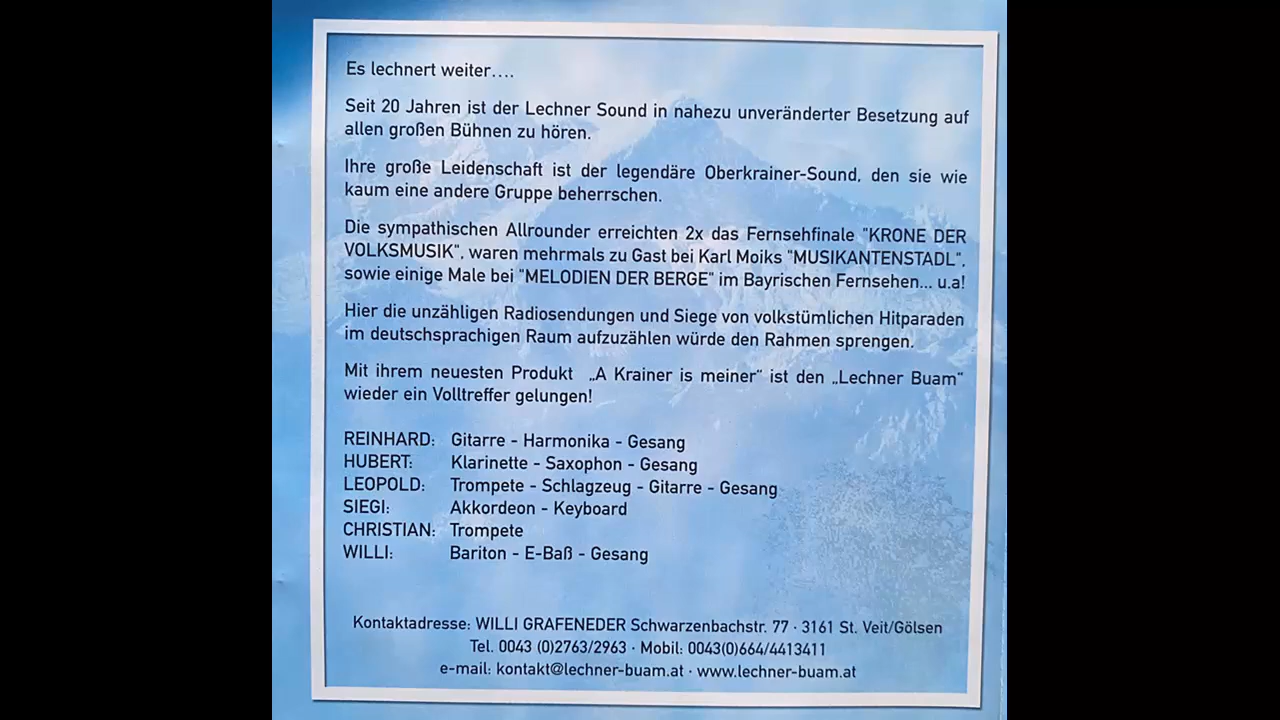 Es lechnert weiter....
Seit 20 Jahren ist der Lechner Sound in nahezu unveränderter Besetzung auf
allen großen Bühnen zu hören.
Ihre große Leidenschaft ist der legendäre Oberkrainer-Sound, den sie wie
kaum eine andere Gruppe beherrschen.
Die sympathischen Allrounder erreichten 2x das Fernsehfinale "KRONE DER
VOLKSMUSIK", waren mehrmals zu Gast bei Karl Moiks "MUSIKANTENSTADL",
sowie einige Male bei "MELODIEN DER BERGE" im Bayrischen Fernsehen... u.a!
Hier die unzähligen Radiosendungen und Siege von volkstümlichen Hitparaden
im deutschsprachigen Raum aufzuzählen würde den Rahmen sprengen.
Mit ihrem neuesten Produkt „A Krainer is meiner“ ist den „Lechner Buam“
wieder ein Volltreffer gelungen!
REINHARD: Gitarre - Harmonika - Gesang
HUBERT: Klarinette - Saxophon - Gesang
LEOPOLD: Trompete - Schlagzeug - Gitarre - Gesang
SIEGI: Akkordeon - Keyboard
CHRISTIAN: Trompete
WILLI: Bariton - E-Baß - Gesang
Kontaktadresse: WILLI GRAFENEDER Schwarzenbachstr. 77 · 3161 St. Veit/Gölsen
Tel. 0043 (0)2763/2963 · Mobil: 0043(0)664/4413411
e-mail: kontakt@lechner-buam.at · www.lechner-buam.at